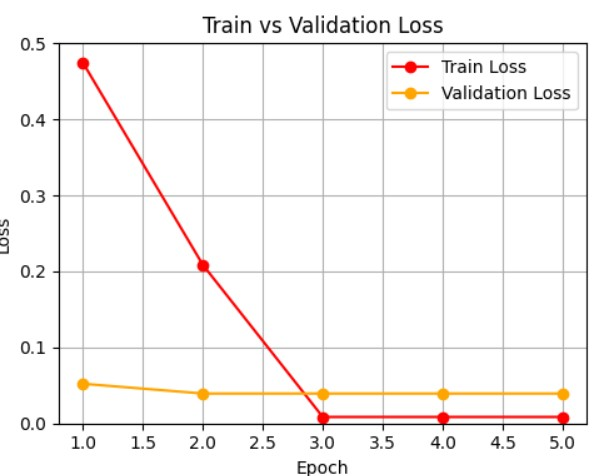 Train vs Validation Loss
Train Loss
Validation Loss
0.5
0.4
0.3
0.2
0.1
0.0
Loss
1.0 1.5 2.0 2.5 3.0 3.5 4.0 4.5 5.0
Epoch